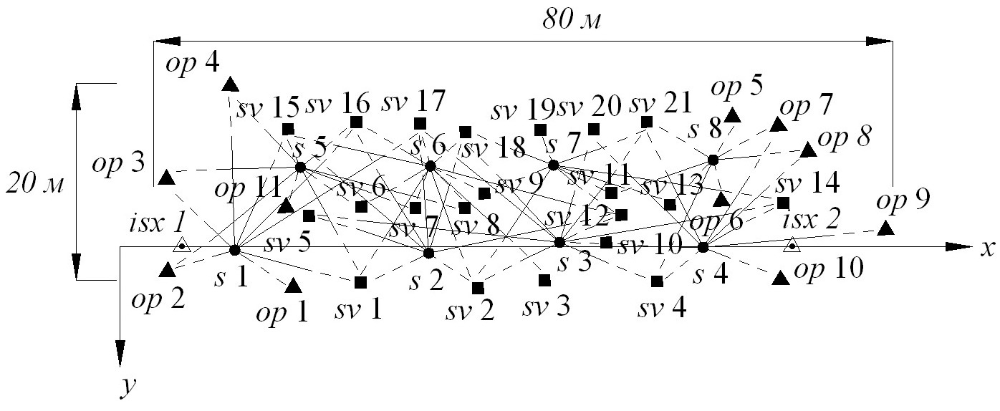 80 м
op 4
sv 15
sv 16
sv 17
sv 19
sv 20
sv 21
op 5
op 7
s 5
s 6
sv 18
s 7
s 8
op 8
op 3
20 м
op 11
sv 6
sv 9
sv 11
sv 13
sv 14
isx 1
sv 5
sv 7
sv 8
sv 12
op 6
isx 2
op 9
sv 10
x
op 2
s 1
op 1
sv 1
s 2
sv 2
sv 3
s 3
sv 4
s 4
op 10
y